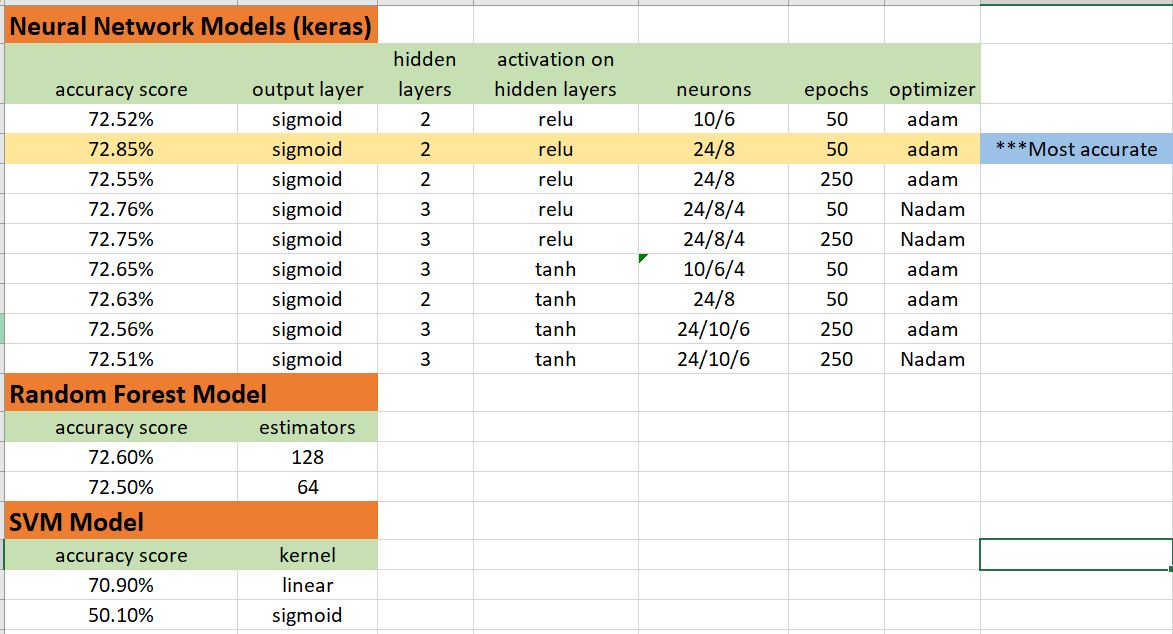 Neural Network Models (keras)
accuracy score output layer hidden layers activation on hidden layers neurons epochs optimizer
72.52% sigmoid 2 relu 10/6 50 adam
72.85% sigmoid 2 relu 24/8 50 adam ***Most accurate
72.55% sigmoid 2 relu 24/8 250 adam
72.76% sigmoid 3 relu 24/8/4 50 Nadam
72.75% sigmoid 3 relu 24/8/4 250 Nadam
72.65% sigmoid 3 tanh 10/6/4 50 adam
72.63% sigmoid 2 tanh 24/8 50 adam
72.56% sigmoid 3 tanh 24/10/6 250 adam
72.51% sigmoid 3 tanh 24/10/6 250 Nadam
Random Forest Model
accuracy score estimators
72.60% 128
72.50% 64
SVM Model
accuracy score kernel
70.90% linear
50.10% sigmoid